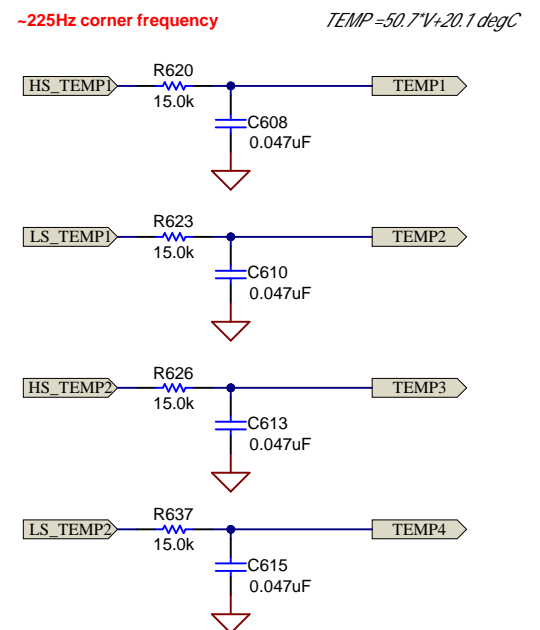 ~225Hz corner frequency
TEMP =50.7*V+20.1 degC
R620
HS_TEMP1
TEMP1
15.0k
C608
0.047uF
R623
LS_TEMP1
TEMP2
15.0k
C610
0.047uF
R626
HS_TEMP2
TEMP3
15.0k
C613
0.047uF
R637
LS_TEMP2
TEMP4
15.0k
C615
0.047uF